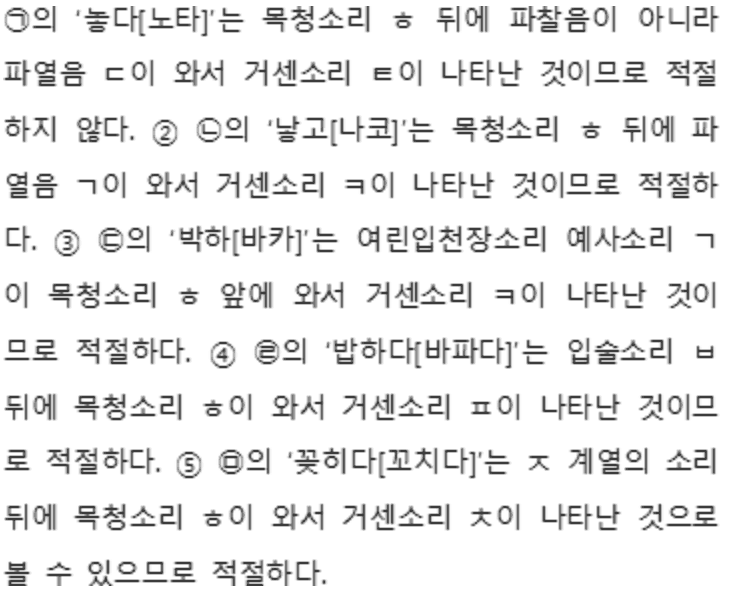 ㉠의 ‘놓다[노타]’는 목청소리 ㅎ 뒤에 파찰음이 아니라
파열음 ㄷ이 와서 거센소리 ㅌ이 나타난 것이므로 적절
하지 않다. ② ㉡의 ‘낳고[나코]’는 목청소리 ㅎ 뒤에 파
열음 ㄱ이 와서 거센소리 ㅋ이 나타난 것이므로 적절하
다. ③ ㉢의 ‘박하[바카]’는 여린입천장소리 예사소리 ㄱ
이 목청소리 ㅎ 앞에 와서 거센소리 ㅋ이 나타난 것이
므로 적절하다. ④ ㉣의 ‘밥하다[바파다]’는 입술소리 ㅂ
뒤에 목청소리 ㅎ이 와서 거센소리 ㅍ이 나타난 것이므
로 적절하다. ⑤ ㉤의 ‘꽂히다[꼬치다]’는 ㅈ 계열의 소리
뒤에 목청소리 ㅎ이 와서 거센소리 ㅊ이 나타난 것으로
볼 수 있으므로 적절하다.